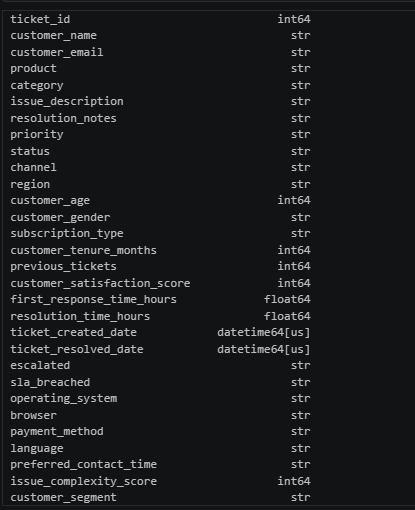 ticket_id int64
customer_name str
customer_email str
product str
category str
issue_description str
resolution_notes str
priority str
status str
channel str
region str
customer_age int64
customer_gender str
subscription_type str
customer_tenure_months int64
previous_tickets int64
customer_satisfaction_score int64
first_response_time_hours float64
resolution_time_hours float64
ticket_created_date datetime64[us]
ticket_resolved_date datetime64[us]
escalated str
sla_breached str
operating_system str
browser str
payment_method str
language str
preferred_contact_time str
issue_complexity_score int64
customer_segment str